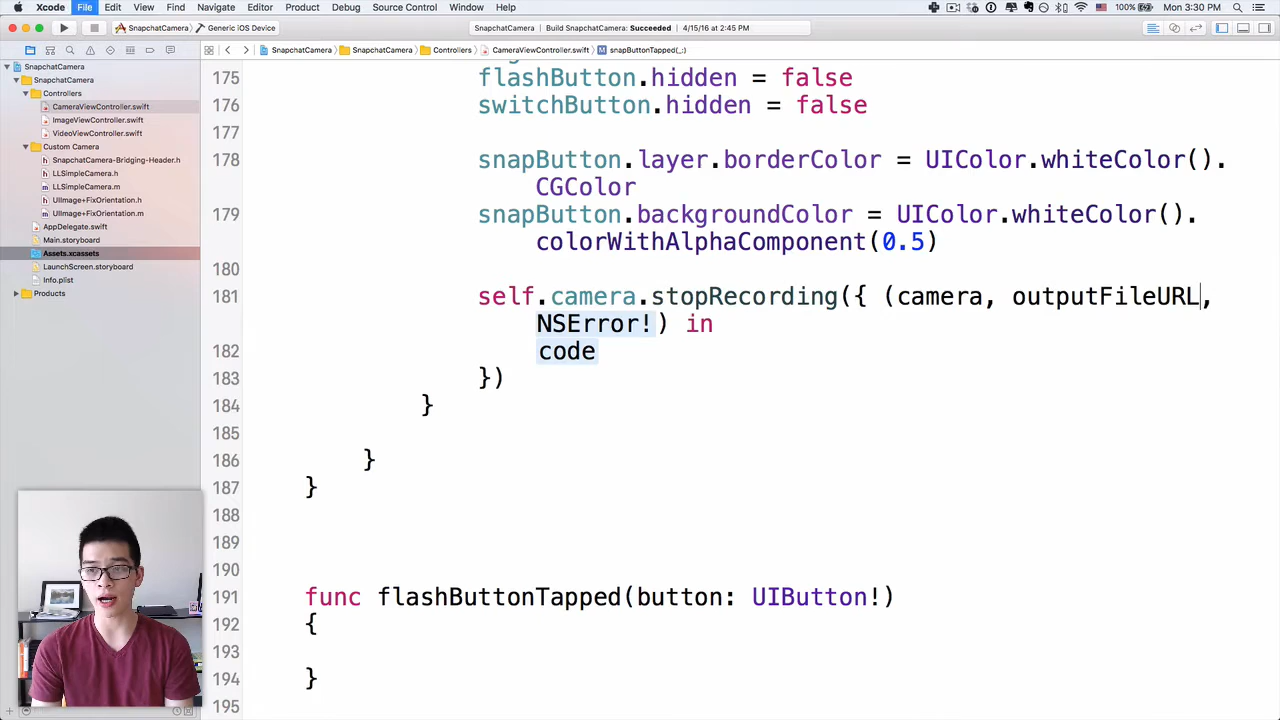 Xcode File Edit View Find Navigate Editor Product Debug Source Control Window Help
100% Mon 3:30 PM
SnapchatCamera Generic iOS Device
SnapchatCamera | Build SnapchatCamera: Succeeded | 4/15/16 at 2:45 PM
SnapchatCamera SnapchatCamera Controllers CameraViewController.swift M snapButtonTapped(_:)
SnapchatCamera
SnapchatCamera
Controllers
CameraViewController.swift
ImageViewController.swift
VideoViewController.swift
Custom Camera
SnapchatCamera-Bridging-Header.h
LLSimpleCamera.h
LLSimpleCamera.m
UIImage+FixOrientation.h
UIImage+FixOrientation.m
AppDelegate.swift
Main.storyboard
Assets.xcassets
LaunchScreen.storyboard
Info.plist
Products
175 flashButton.hidden = false
176 switchButton.hidden = false
177
178 snapButton.layer.borderColor = UIColor.whiteColor().
CGColor
179 snapButton.backgroundColor = UIColor.whiteColor().
colorWithAlphaComponent(0.5)
180
181 self.camera.stopRecording({ (camera, outputFileURL,
NSError!) in
182 code
183 })
184 }
185
186 }
187 }
188
189
190
191 func flashButtonTapped(button: UIButton!)
192 {
193
194 }
195